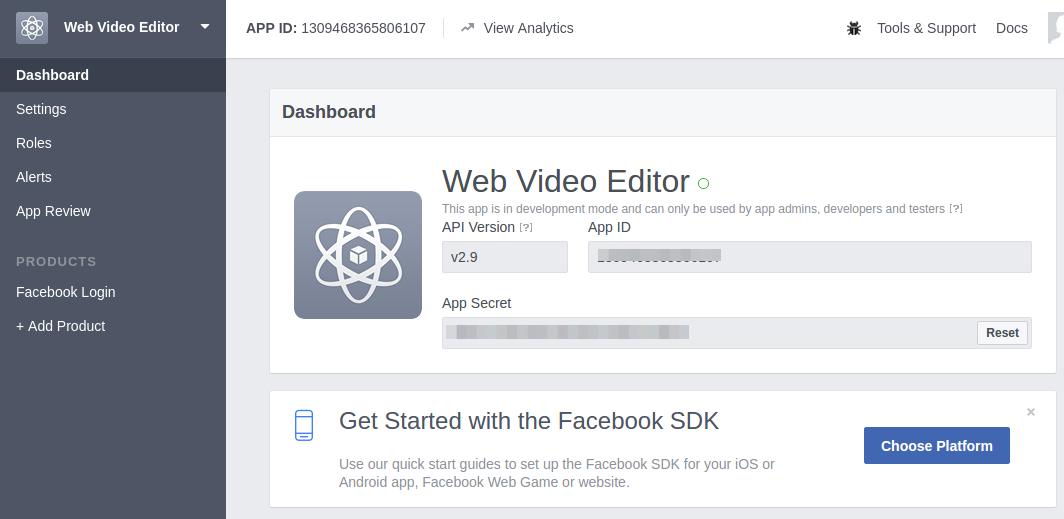 Web Video Editor
APP ID: 1309468365806107
View Analytics
Tools & Support
Docs
Dashboard
Settings
Roles
Alerts
App Review
PRODUCTS
Facebook Login
+ Add Product
Dashboard
Web Video Editor
This app is in development mode and can only be used by app admins, developers and testers [?]
API Version [?]
App ID
v2.9
App Secret
Reset
Get Started with the Facebook SDK
×
Use our quick start guides to set up the Facebook SDK for your iOS or
Android app, Facebook Web Game or website.
Choose Platform